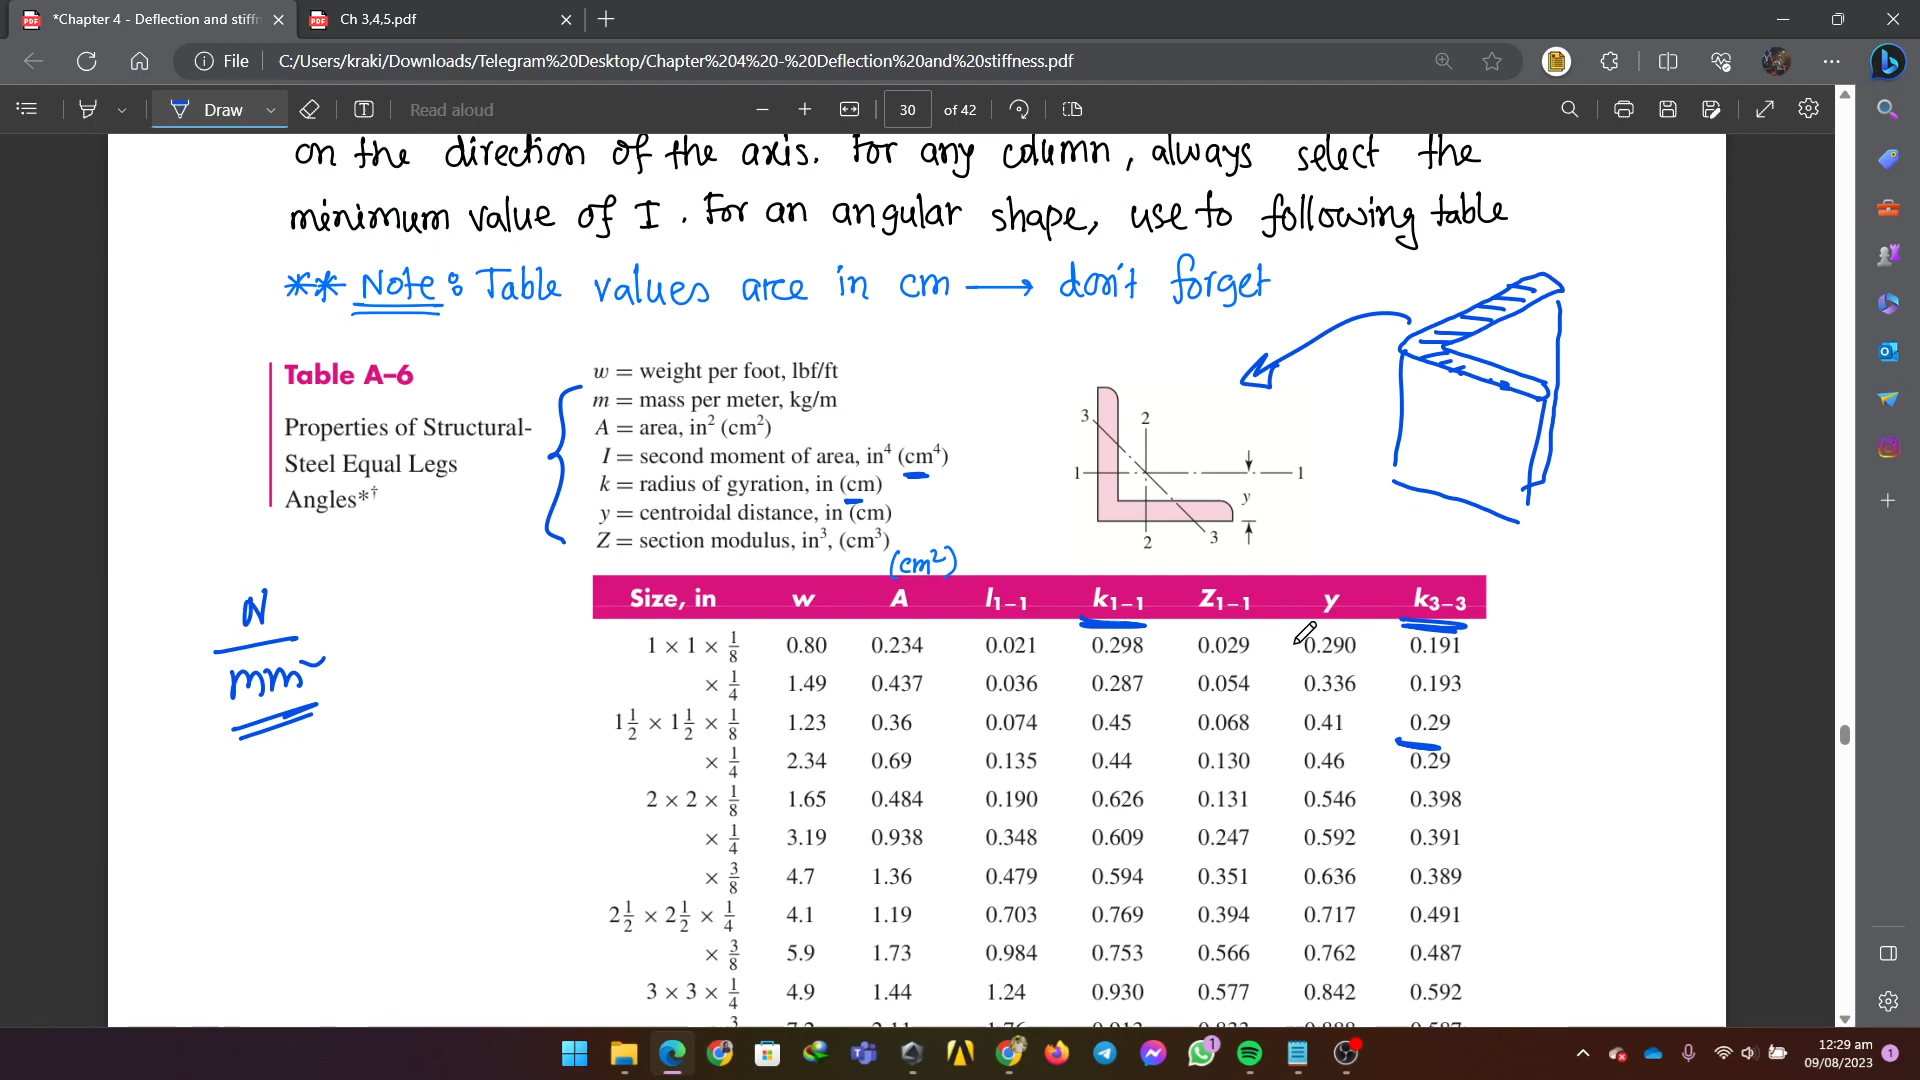 *Chapter 4 - Deflection and stiffn
Ch 3,4,5.pdf
File
C:/Users/kraki/Downloads/Telegram%20Desktop/Chapter%204%20-%20Deflection%20and%20stiffness.pdf
Draw
Read aloud
30 of 42
on the direction of the axis. For any column, always select the
minimum value of I. For an angular shape, use to following table
** Note: Table values are in cm → don't forget
Table A–6
Properties of Structural-
Steel Equal Legs
Angles*†
w = weight per foot, lbf/ft
m = mass per meter, kg/m
A = area, in² (cm²)
I = second moment of area, in⁴ (cm⁴)
k = radius of gyration, in (cm)
y = centroidal distance, in (cm)
Z = section modulus, in³, (cm³)
3 2
1 1
y
2 3
(cm²)
N
mm²
Size, in w A I1–1 k1–1 Z1–1 y k3–3
1 × 1 × 1/8 0.80 0.234 0.021 0.298 0.029 0.290 0.191
× 1/4 1.49 0.437 0.036 0.287 0.054 0.336 0.193
1 1/2 × 1 1/2 × 1/8 1.23 0.36 0.074 0.45 0.068 0.41 0.29
× 1/4 2.34 0.69 0.135 0.44 0.130 0.46 0.29
2 × 2 × 1/8 1.65 0.484 0.190 0.626 0.131 0.546 0.398
× 1/4 3.19 0.938 0.348 0.609 0.247 0.592 0.391
× 3/8 4.7 1.36 0.479 0.594 0.351 0.636 0.389
2 1/2 × 2 1/2 × 1/4 4.1 1.19 0.703 0.769 0.394 0.717 0.491
× 3/8 5.9 1.73 0.984 0.753 0.566 0.762 0.487
3 × 3 × 1/4 4.9 1.44 1.24 0.930 0.577 0.842 0.592
12:29 am
09/08/2023
1
1